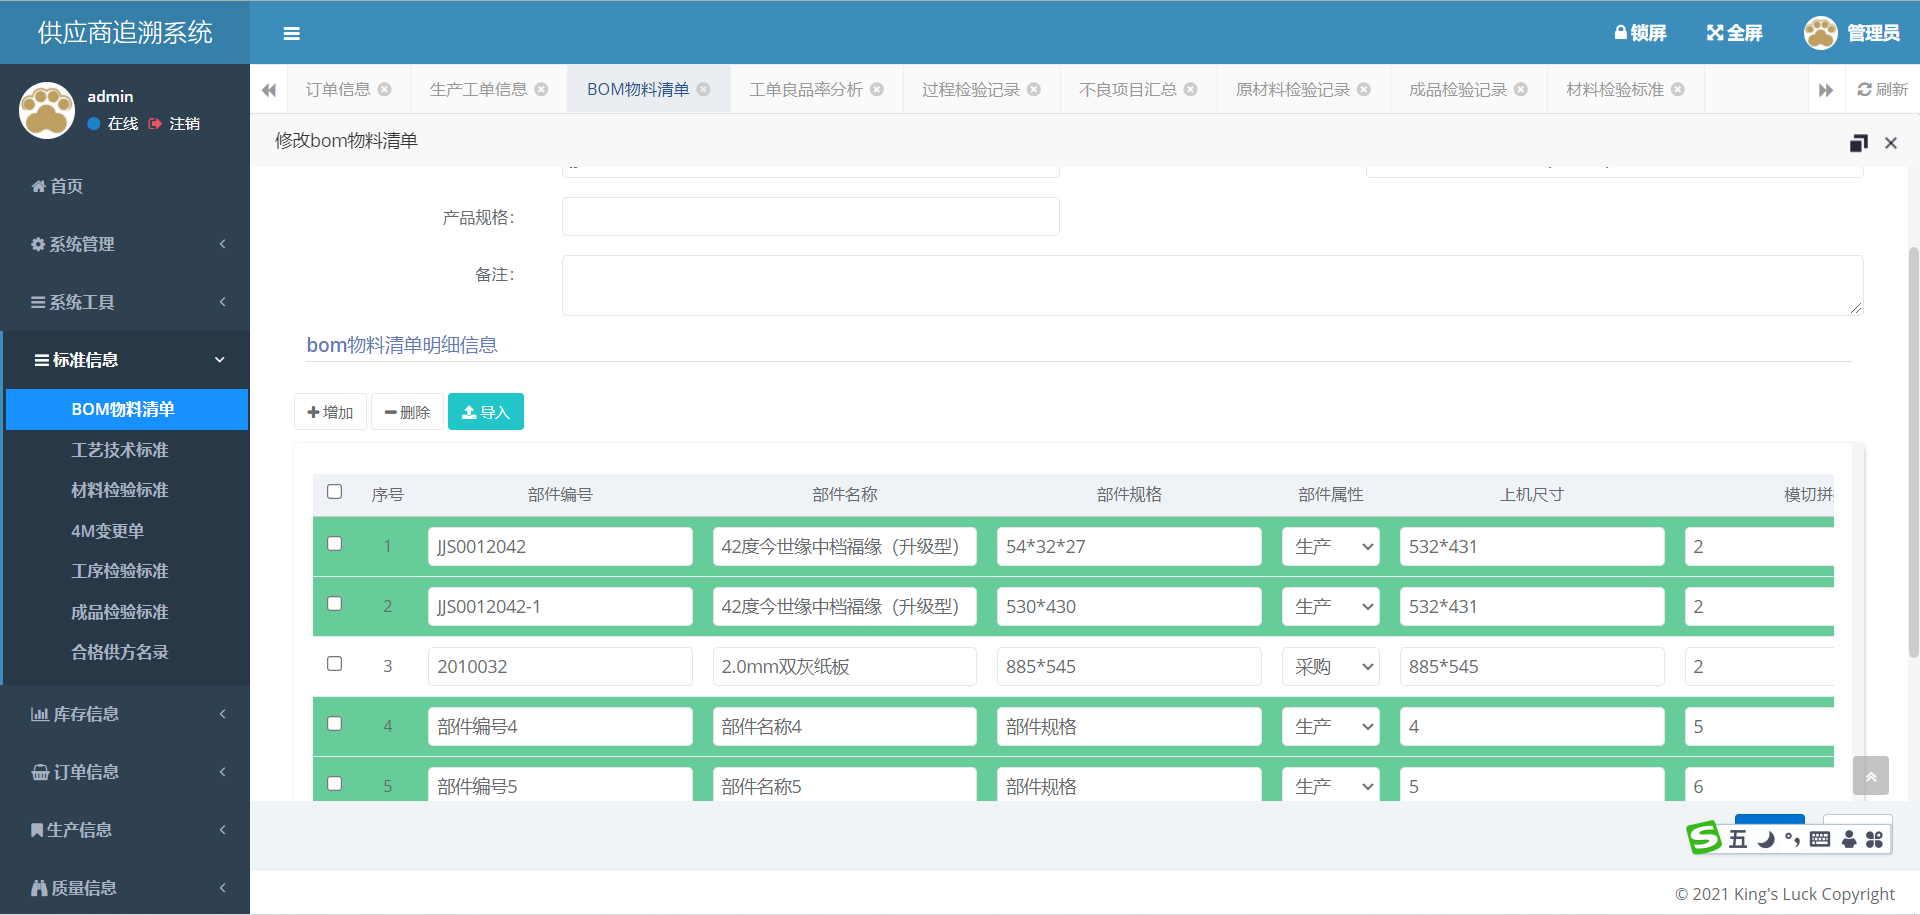 供应商追溯系统
锁屏 全屏 管理员
admin
在线 注销
订单信息 生产工单信息 BOM物料清单 工单良品率分析 过程检验记录 不良项目汇总 原材料检验记录 成品检验记录 材料检验标准 刷新
修改bom物料清单
首页
系统管理
系统工具
标准信息
BOM物料清单
工艺技术标准
材料检验标准
4M变更单
工序检验标准
成品检验标准
合格供方名录
库存信息
订单信息
生产信息
质量信息
产品规格：
备注：
bom物料清单明细信息
增加 删除 导入
序号 部件编号 部件名称 部件规格 部件属性 上机尺寸 模切拼
1 JJS0012042 42度今世缘中档福缘（升级型） 54*32*27 生产 532*431 2
2 JJS0012042-1 42度今世缘中档福缘（升级型） 530*430 生产 532*431 2
3 2010032 2.0mm双灰纸板 885*545 采购 885*545 2
4 部件编号4 部件名称4 部件规格 生产 4 5
5 部件编号5 部件名称5 部件规格 生产 5 6
五
© 2021 King's Luck Copyright